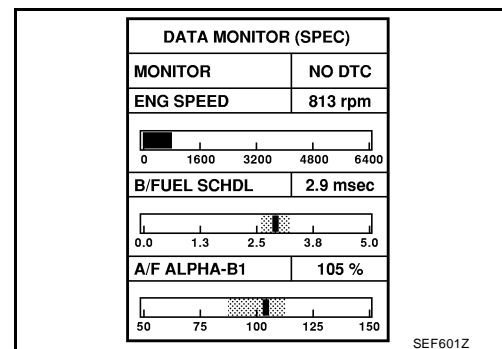 DATA MONITOR (SPEC)
MONITOR NO DTC
ENG SPEED 813 rpm
0 1600 3200 4800 6400
B/FUEL SCHDL 2.9 msec
0.0 1.3 2.5 3.8 5.0
A/F ALPHA-B1 105 %
50 75 100 125 150
SEF601Z